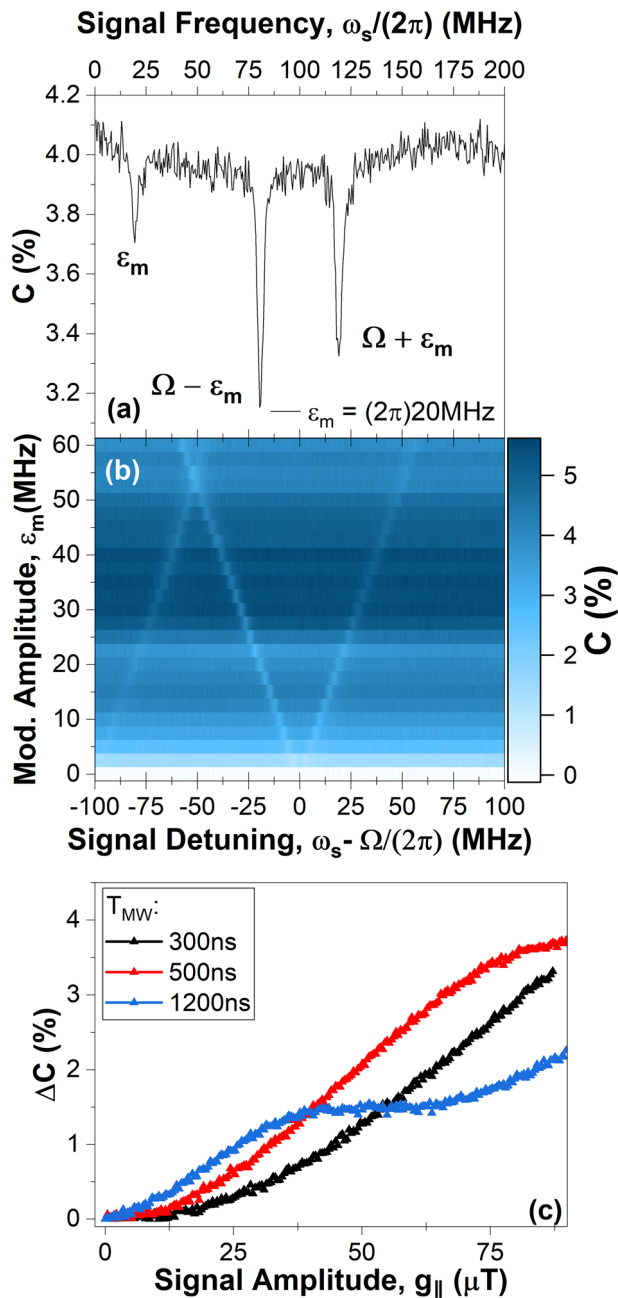 Signal Frequency, ωs/(2π) (MHz)
0 25 50 75 100 125 150 175 200
4.2
4.0
3.8
3.6
3.4
3.2
C (%)
εm
Ω − εm
Ω + εm
(a)
εm = (2π)20MHz
(b)
60
50
40
30
20
10
0
Mod. Amplitude, εm(MHz)
5
4
3
2
1
0
C (%)
-100 -75 -50 -25 0 25 50 75 100
Signal Detuning, ωs- Ω/(2π) (MHz)
TMW:
300ns
500ns
1200ns
4
3
2
1
0
ΔC (%)
(c)
0 25 50 75
Signal Amplitude, g∥ (μT)